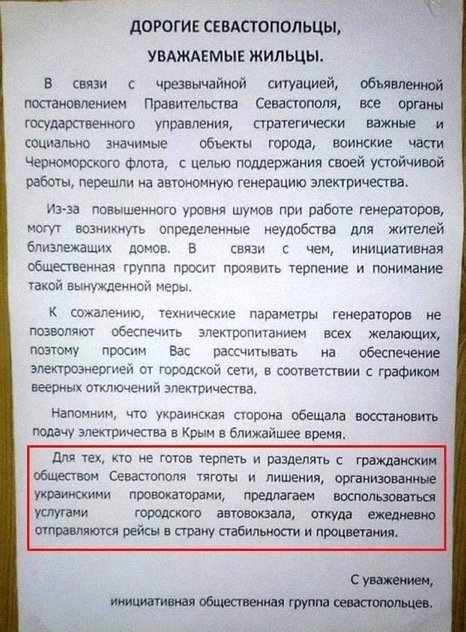 ДОРОГИЕ СЕВАСТОПОЛЬЦЫ,
УВАЖАЕМЫЕ ЖИЛЬЦЫ.
В связи с чрезвычайной ситуацией, объявленной
постановлением Правительства Севастополя, все органы
государственного управления, стратегически важные и
социально значимые объекты города, воинские части
Черноморского флота, с целью поддержания своей устойчивой
работы, перешли на автономную генерацию электричества.
Из-за повышенного уровня шумов при работе генераторов,
могут возникнуть определенные неудобства для жителей
близлежащих домов. В связи с чем, инициативная
общественная группа просит проявить терпение и понимание
такой вынужденной меры.
К сожалению, технические параметры генераторов не
позволяют обеспечить электропитанием всех желающих,
поэтому просим Вас рассчитывать на обеспечение
электроэнергией от городской сети, в соответствии с графиком
веерных отключений электричества.
Напомним, что украинская сторона обещала восстановить
подачу электричества в Крым в ближайшее время.
Для тех, кто не готов терпеть и разделять с гражданским
обществом Севастополя тяготы и лишения, организованные
украинскими провокаторами, предлагаем воспользоваться
услугами городского автовокзала, откуда ежедневно
отправляются рейсы в страну стабильности и процветания.
С уважением,
инициативная общественная группа севастопольцев.